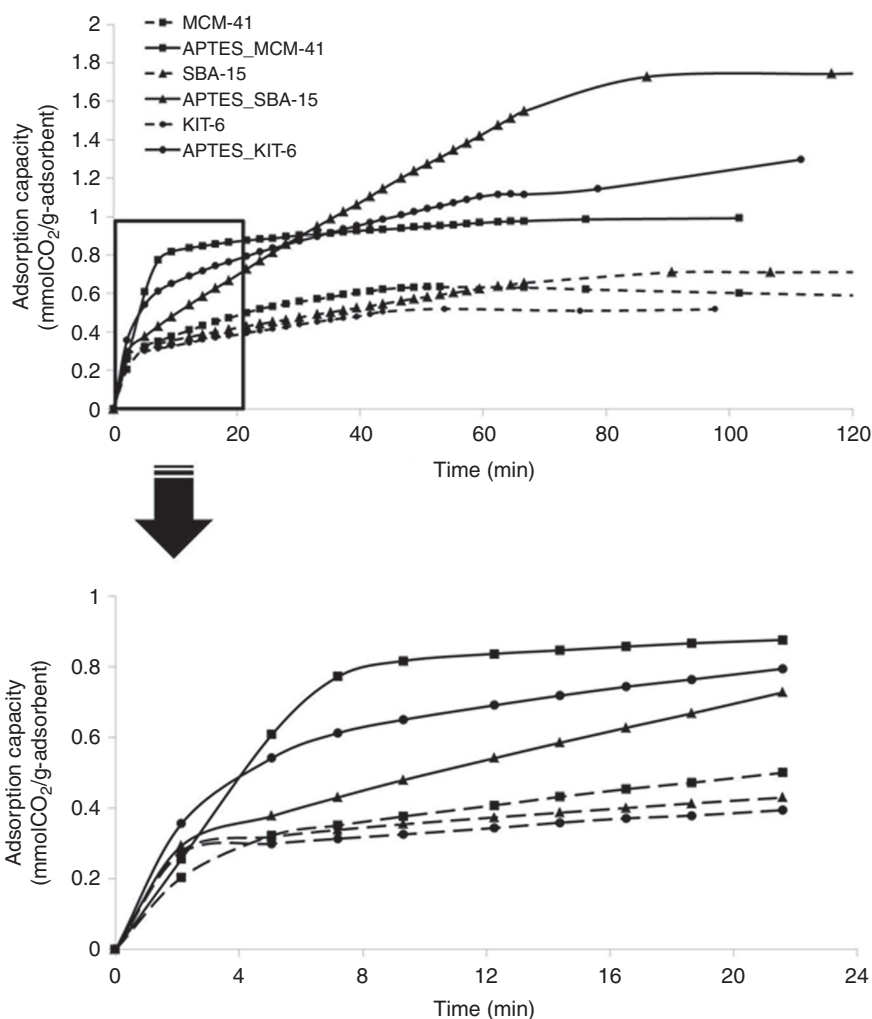 Adsorption capacity
(mmolCO₂/g-adsorbent)
2
1.8
1.6
1.4
1.2
1
0.8
0.6
0.4
0.2
0
MCM-41
APTES_MCM-41
SBA-15
APTES_SBA-15
KIT-6
APTES_KIT-6
0 20 40 60 80 100 120
Time (min)
Adsorption capacity
(mmolCO₂/g-adsorbent)
1
0.8
0.6
0.4
0.2
0
0 4 8 12 16 20 24
Time (min)